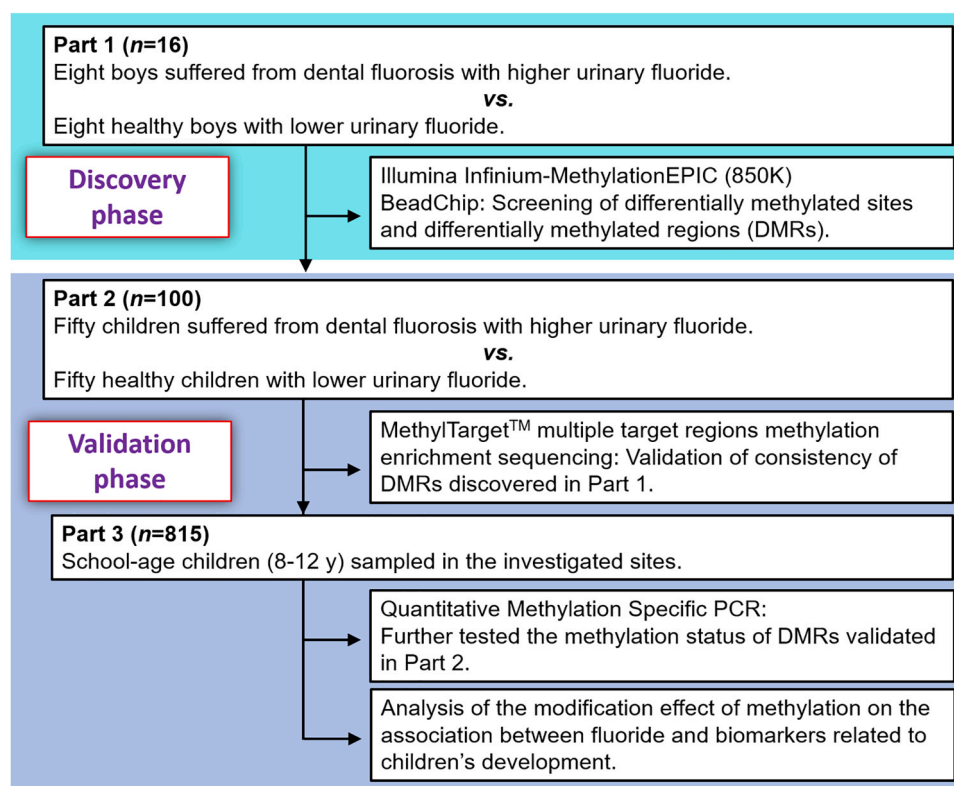 Part 1 (n=16)
Eight boys suffered from dental fluorosis with higher urinary fluoride.
vs.
Eight healthy boys with lower urinary fluoride.
Discovery
phase
Illumina Infinium-MethylationEPIC (850K)
BeadChip: Screening of differentially methylated sites
and differentially methylated regions (DMRs).
Part 2 (n=100)
Fifty children suffered from dental fluorosis with higher urinary fluoride.
vs.
Fifty healthy children with lower urinary fluoride.
Validation
phase
MethylTargetTM multiple target regions methylation
enrichment sequencing: Validation of consistency of
DMRs discovered in Part 1.
Part 3 (n=815)
School-age children (8-12 y) sampled in the investigated sites.
Quantitative Methylation Specific PCR:
Further tested the methylation status of DMRs validated
in Part 2.
Analysis of the modification effect of methylation on the
association between fluoride and biomarkers related to
children’s development.